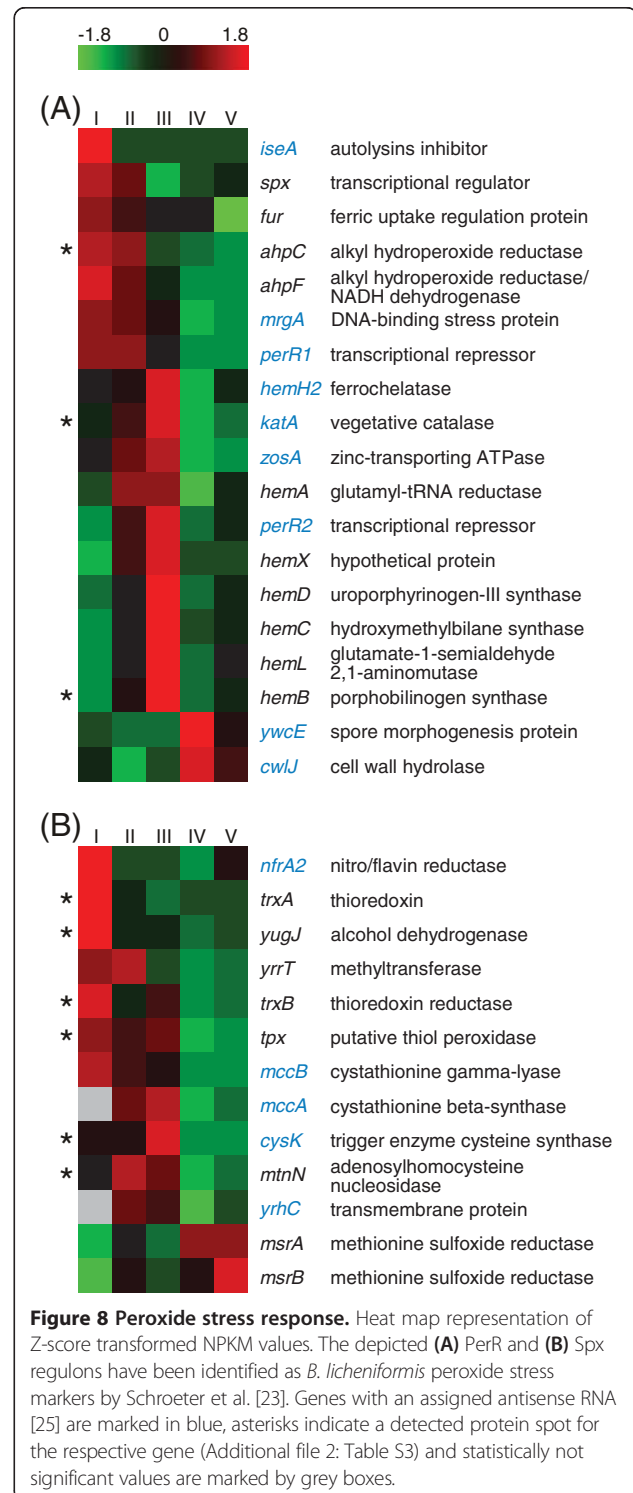 -1.8 0 1.8
(A)
I II III IV V
iseA autolysins inhibitor
spx transcriptional regulator
fur ferric uptake regulation protein
* ahpC alkyl hydroperoxide reductase
ahpF alkyl hydroperoxide reductase/
NADH dehydrogenase
mrgA DNA-binding stress protein
perR1 transcriptional repressor
hemH2 ferrochelatase
* katA vegetative catalase
zosA zinc-transporting ATPase
hemA glutamyl-tRNA reductase
perR2 transcriptional repressor
hemX hypothetical protein
hemD uroporphyrinogen-III synthase
hemC hydroxymethylbilane synthase
hemL glutamate-1-semialdehyde
2,1-aminomutase
* hemB porphobilinogen synthase
ywcE spore morphogenesis protein
cwlJ cell wall hydrolase
(B)
I II III IV V
nfrA2 nitro/flavin reductase
* trxA thioredoxin
* yugJ alcohol dehydrogenase
yrrT methyltransferase
* trxB thioredoxin reductase
* tpx putative thiol peroxidase
mccB cystathionine gamma-lyase
mccA cystathionine beta-synthase
* cysK trigger enzyme cysteine synthase
* mtnN adenosylhomocysteine
nucleosidase
yrhC transmembrane protein
msrA methionine sulfoxide reductase
msrB methionine sulfoxide reductase
Figure 8 Peroxide stress response. Heat map representation of
Z-score transformed NPKM values. The depicted (A) PerR and (B) Spx
regulons have been identified as B. licheniformis peroxide stress
markers by Schroeter et al. [23]. Genes with an assigned antisense RNA
[25] are marked in blue, asterisks indicate a detected protein spot for
the respective gene (Additional file 2: Table S3) and statistically not
significant values are marked by grey boxes.